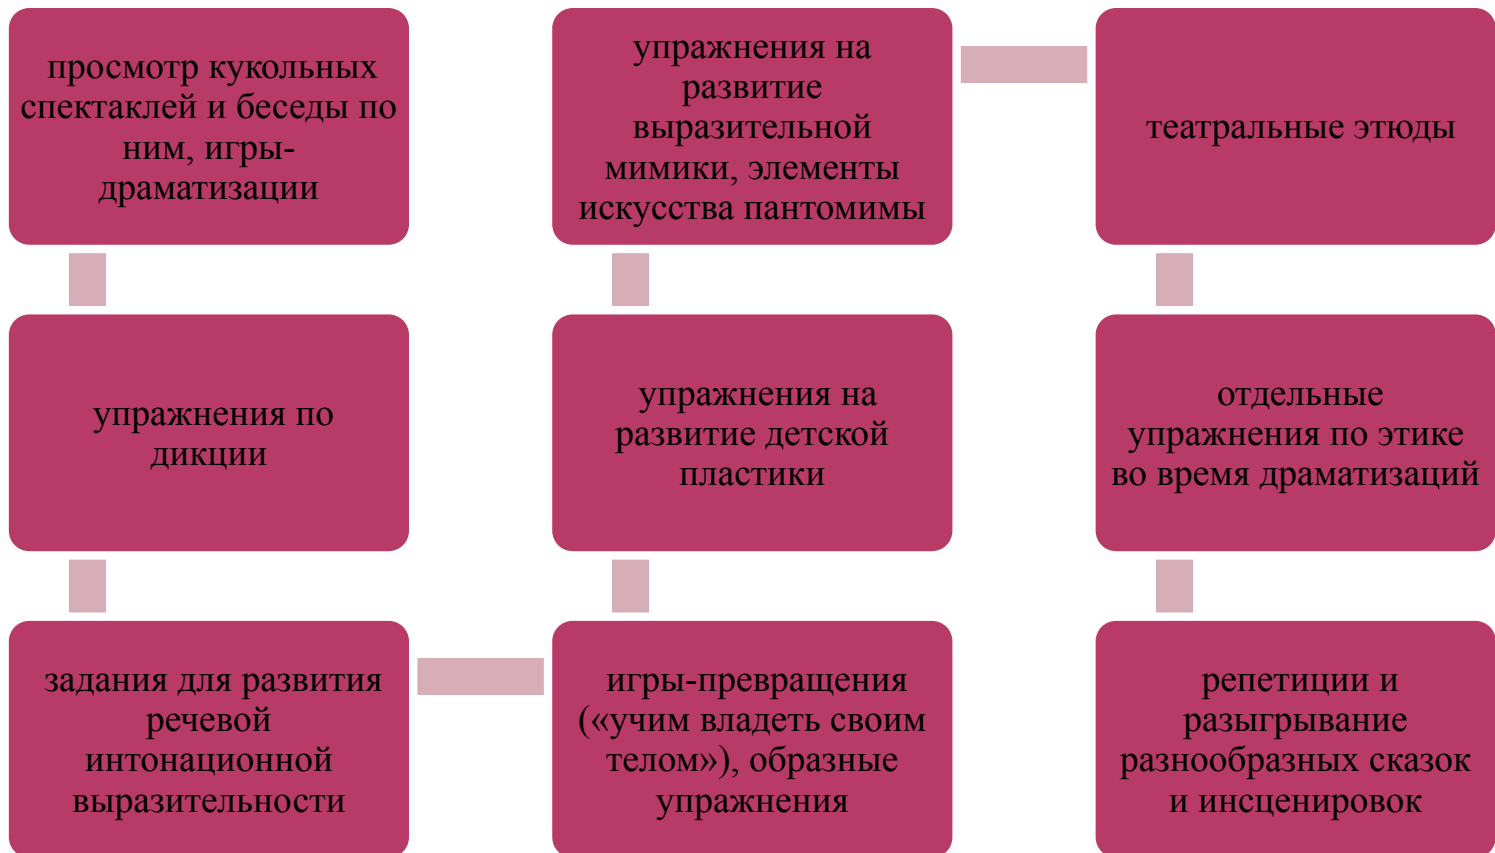 просмотр кукольных
спектаклей и беседы по
ним, игры-
драматизации
упражнения по
дикции
задания для развития
речевой
интонационной
выразительности
игры-превращения
(«учим владеть своим
телом»), образные
упражнения
упражнения на
развитие детской
пластики
упражнения на
развитие
выразительной
мимики, элементы
искусства пантомимы
театральные этюды
отдельные
упражнения по этике
во время драматизаций
репетиции и
разыгрывание
разнообразных сказок
и инсценировок